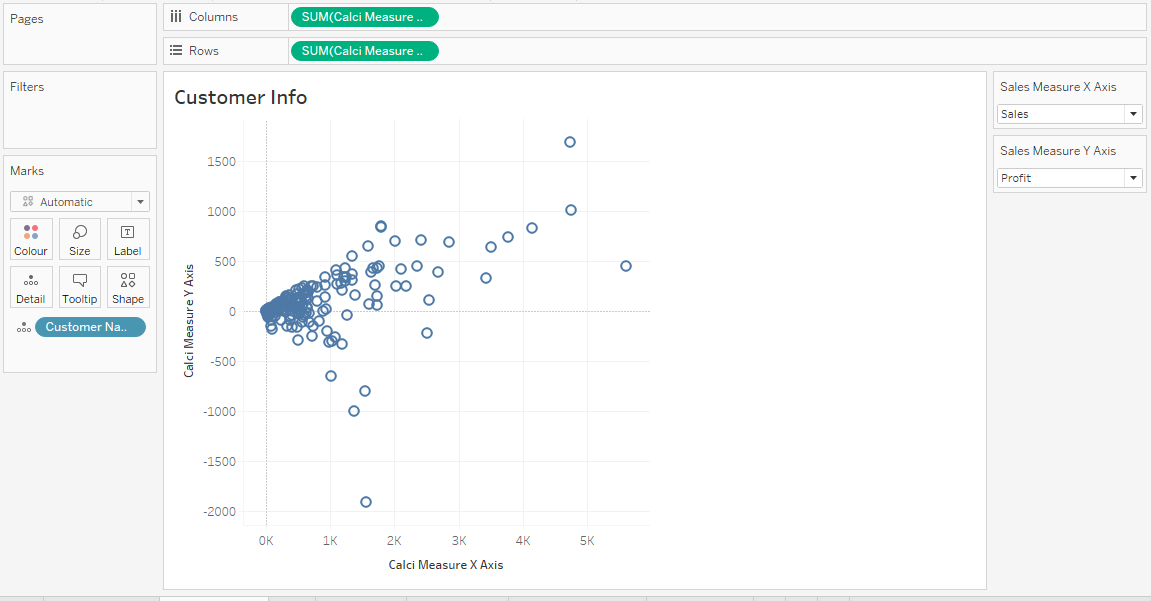 Pages
Columns
SUM(Calci Measure ..
Rows
SUM(Calci Measure ..
Filters
Marks
Automatic
Colour Size Label
Detail Tooltip Shape
Customer Na..
Customer Info
Calci Measure Y Axis
1500
1000
500
0
-500
-1000
-1500
-2000
0K 1K 2K 3K 4K 5K
Calci Measure X Axis
Sales Measure X Axis
Sales
Sales Measure Y Axis
Profit